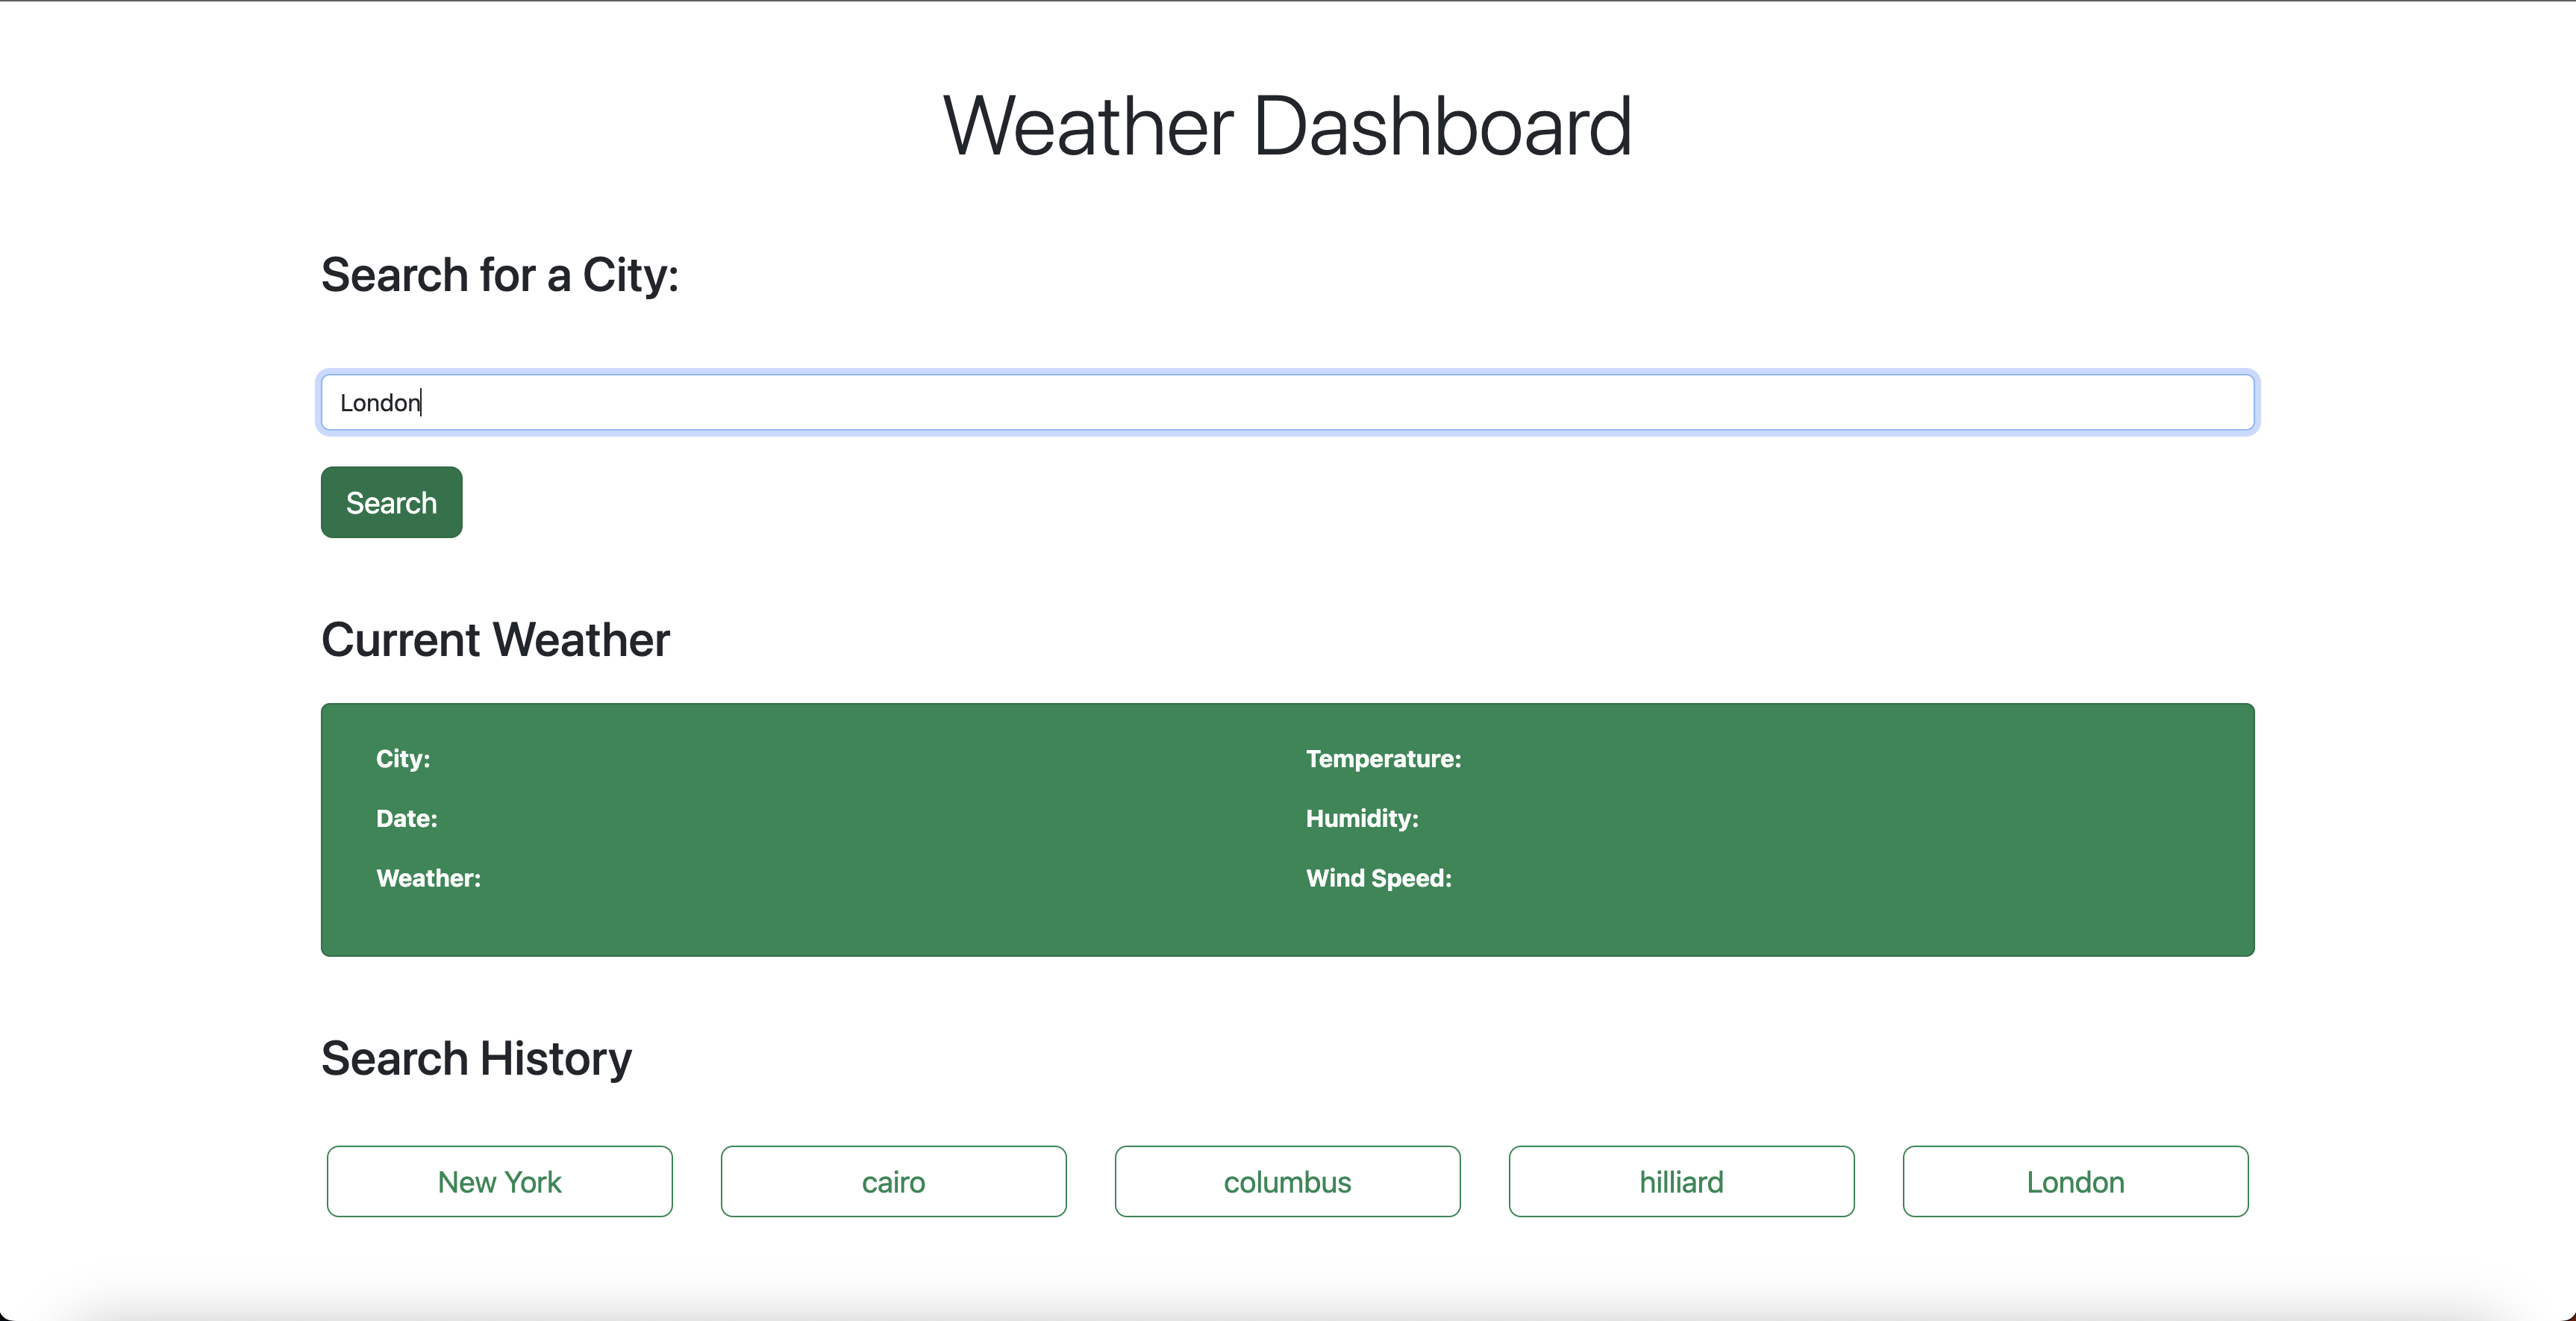 Weather Dashboard
Search for a City:
London
Search
Current Weather
City:
Temperature:
Date:
Humidity:
Weather:
Wind Speed:
Search History
New York
cairo
columbus
hilliard
London